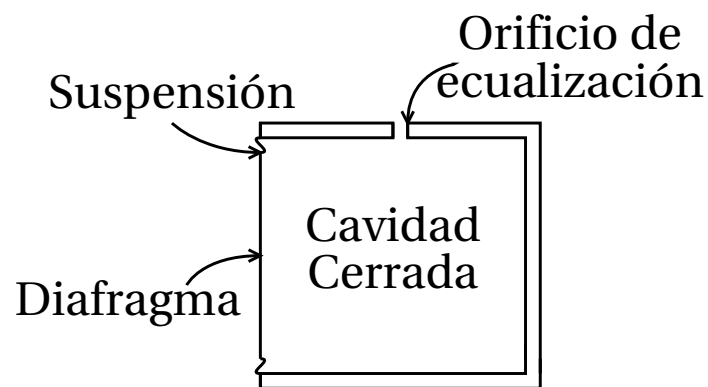 Orificio de
ecualización
Suspensión
Cavidad
Cerrada
Diafragma